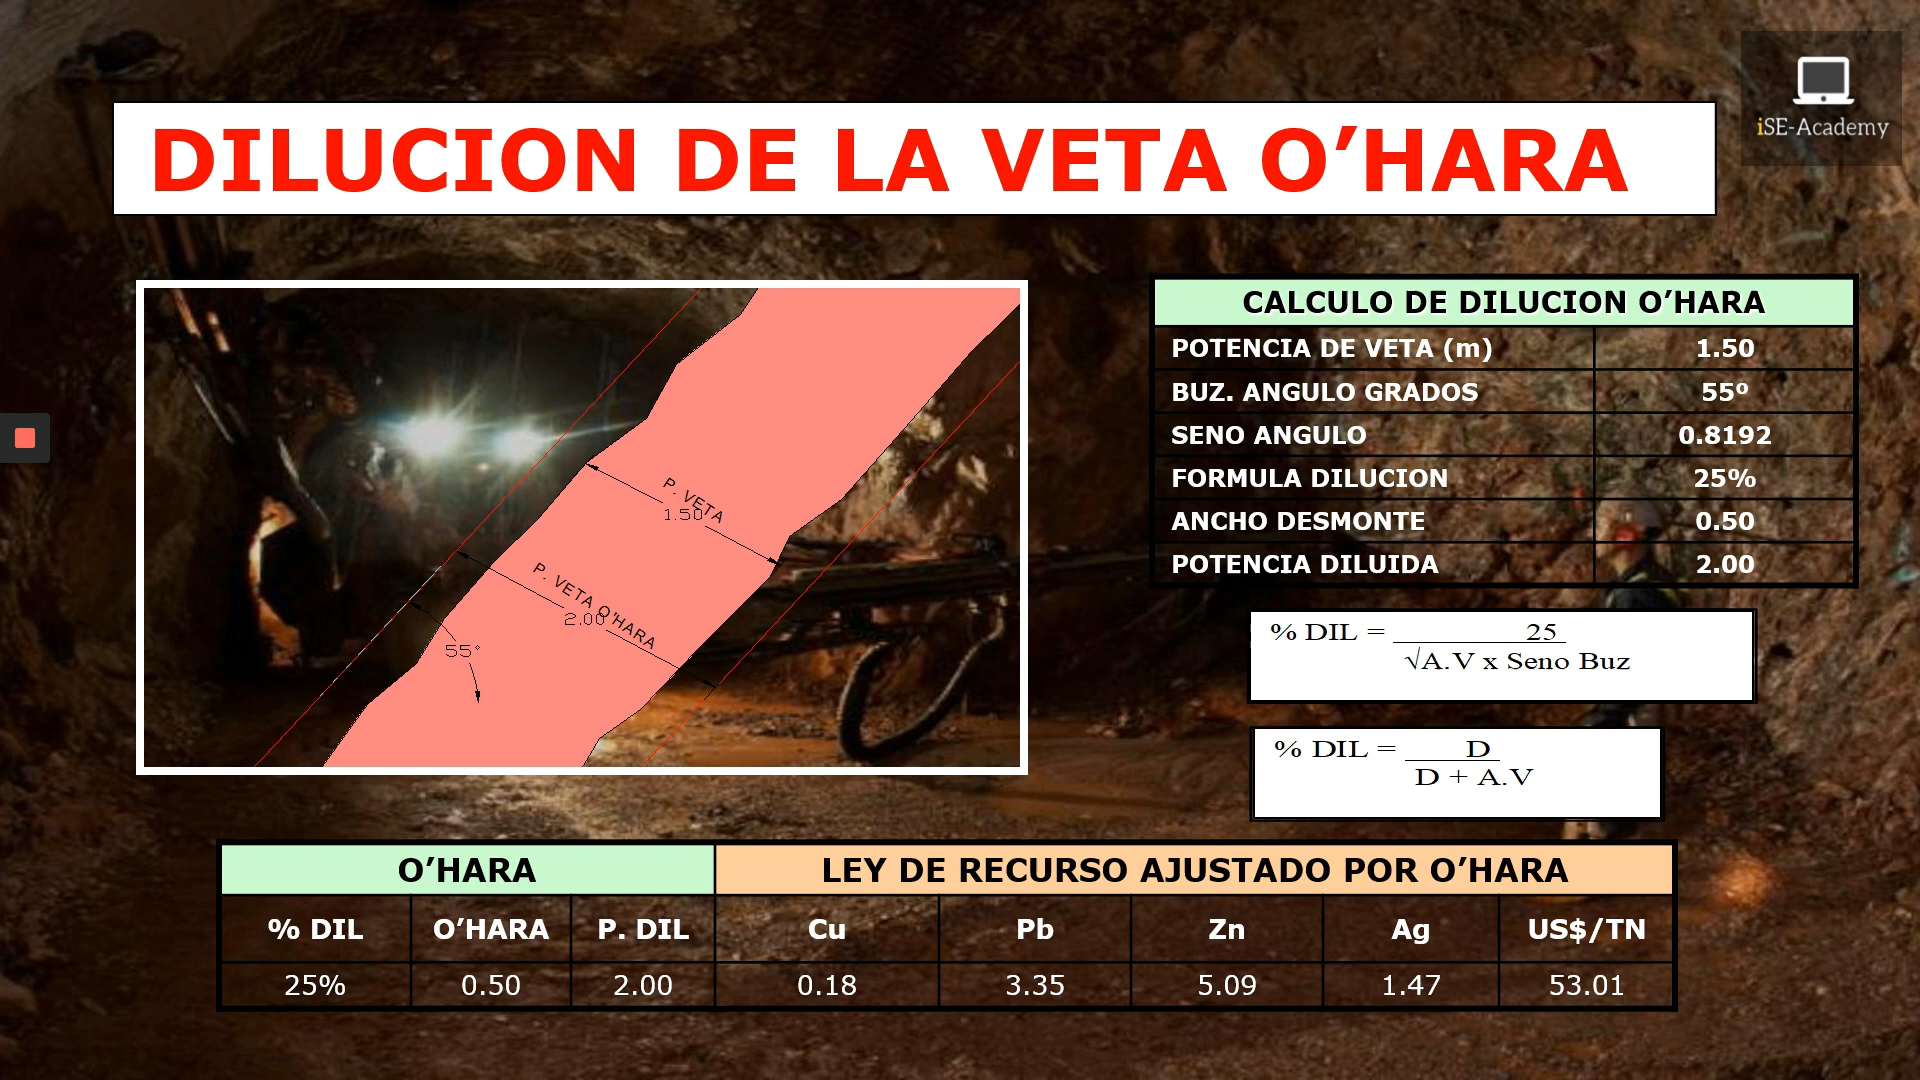 iSE-Academy
DILUCION DE LA VETA O’HARA
P. VETA
1.50
P. VETA O'HARA
2.00
55°
CALCULO DE DILUCION O’HARA
POTENCIA DE VETA (m) 1.50
BUZ. ANGULO GRADOS 55º
SENO ANGULO 0.8192
FORMULA DILUCION 25%
ANCHO DESMONTE 0.50
POTENCIA DILUIDA 2.00
% DIL = 25
√A.V x Seno Buz
% DIL = D
D + A.V
O’HARA LEY DE RECURSO AJUSTADO POR O’HARA
% DIL O’HARA P. DIL Cu Pb Zn Ag US$/TN
25% 0.50 2.00 0.18 3.35 5.09 1.47 53.01